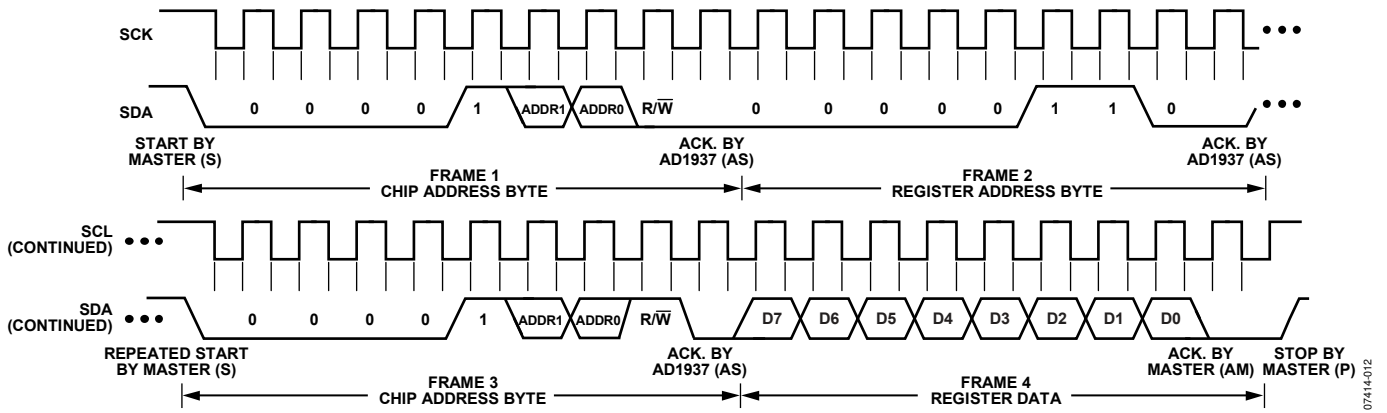 SCK
SDA
0 0 0 0 1 ADDR1 ADDR0 R/W̅ 0 0 0 0 0 1 1 0
START BY
MASTER (S)
ACK. BY
AD1937 (AS)
ACK. BY
AD1937 (AS)
FRAME 1
CHIP ADDRESS BYTE
FRAME 2
REGISTER ADDRESS BYTE
SCL
(CONTINUED)
SDA
(CONTINUED)
0 0 0 0 1 ADDR1 ADDR0 R/W̅ D7 D6 D5 D4 D3 D2 D1 D0
REPEATED START
BY MASTER (S)
ACK. BY
AD1937 (AS)
ACK. BY
MASTER (AM)
STOP BY
MASTER (P)
FRAME 3
CHIP ADDRESS BYTE
FRAME 4
REGISTER DATA
07414-012